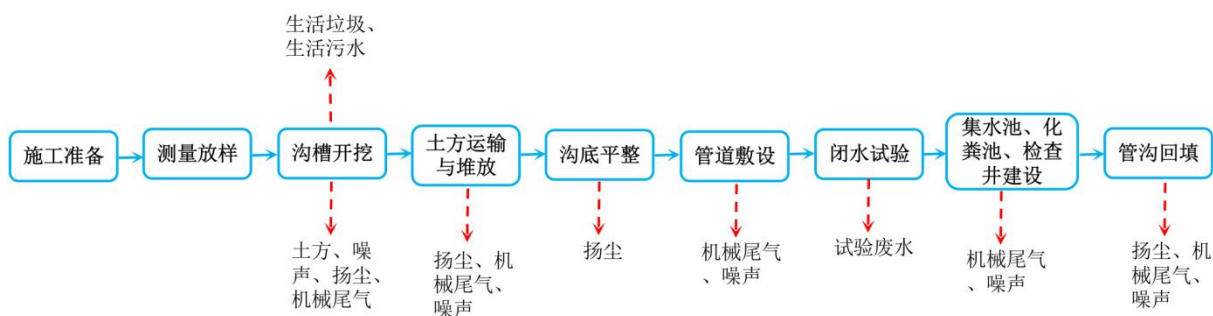 生活垃圾、
生活污水
施工准备
测量放样
沟槽开挖
土方运输
与堆放
沟底平整
管道敷设
闭水试验
集水池、化
粪池、检查
井建设
管沟回填
土方、噪
声、扬尘、
机械尾气
扬尘、机
械尾气、
噪声
扬尘
机械尾气
、噪声
试验废水
机械尾气
、噪声
扬尘、机
械尾气、
噪声